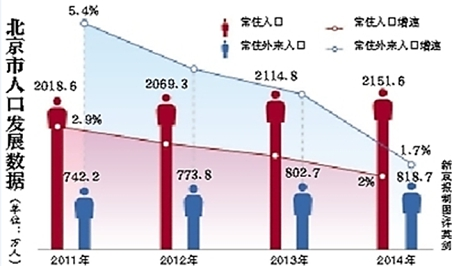 北京市人口发展数据
（单位：万人）
常住人口
常住人口增速
常住外来人口
常住外来人口增速
5.4%
2018.6
2069.3
2114.8
2151.6
2.9%
1.7%
2%
742.2
773.8
802.7
818.7
2011年
2012年
2013年
2014年
新京报制图/许英剑